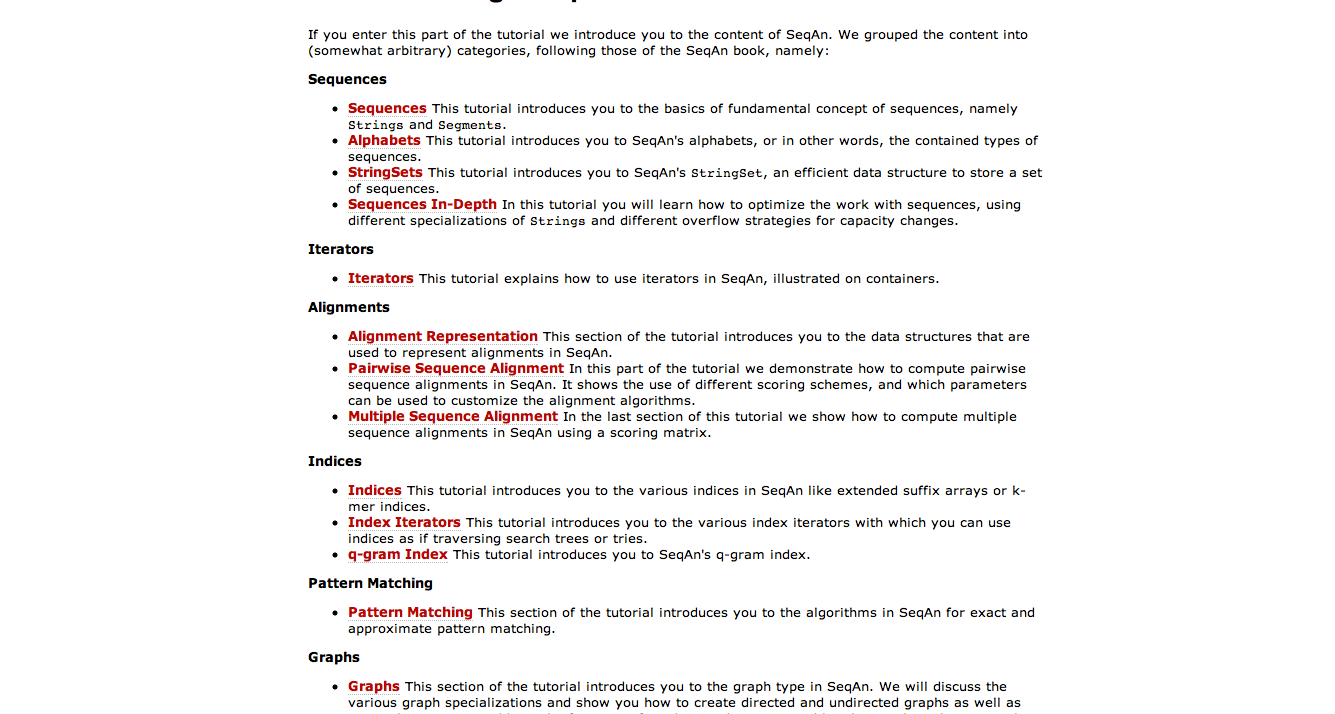 If you enter this part of the tutorial we introduce you to the content of SeqAn. We grouped the content into
(somewhat arbitrary) categories, following those of the SeqAn book, namely:
Sequences
• Sequences This tutorial introduces you to the basics of fundamental concept of sequences, namely
Strings and Segments.
• Alphabets This tutorial introduces you to SeqAn's alphabets, or in other words, the contained types of
sequences.
• StringSets This tutorial introduces you to SeqAn's StringSet, an efficient data structure to store a set
of sequences.
• Sequences In-Depth In this tutorial you will learn how to optimize the work with sequences, using
different specializations of Strings and different overflow strategies for capacity changes.
Iterators
• Iterators This tutorial explains how to use iterators in SeqAn, illustrated on containers.
Alignments
• Alignment Representation This section of the tutorial introduces you to the data structures that are
used to represent alignments in SeqAn.
• Pairwise Sequence Alignment In this part of the tutorial we demonstrate how to compute pairwise
sequence alignments in SeqAn. It shows the use of different scoring schemes, and which parameters
can be used to customize the alignment algorithms.
• Multiple Sequence Alignment In the last section of this tutorial we show how to compute multiple
sequence alignments in SeqAn using a scoring matrix.
Indices
• Indices This tutorial introduces you to the various indices in SeqAn like extended suffix arrays or k-
mer indices.
• Index Iterators This tutorial introduces you to the various index iterators with which you can use
indices as if traversing search trees or tries.
• q-gram Index This tutorial introduces you to SeqAn's q-gram index.
Pattern Matching
• Pattern Matching This section of the tutorial introduces you to the algorithms in SeqAn for exact and
approximate pattern matching.
Graphs
• Graphs This section of the tutorial introduces you to the graph type in SeqAn. We will discuss the
various graph specializations and show you how to create directed and undirected graphs as well as